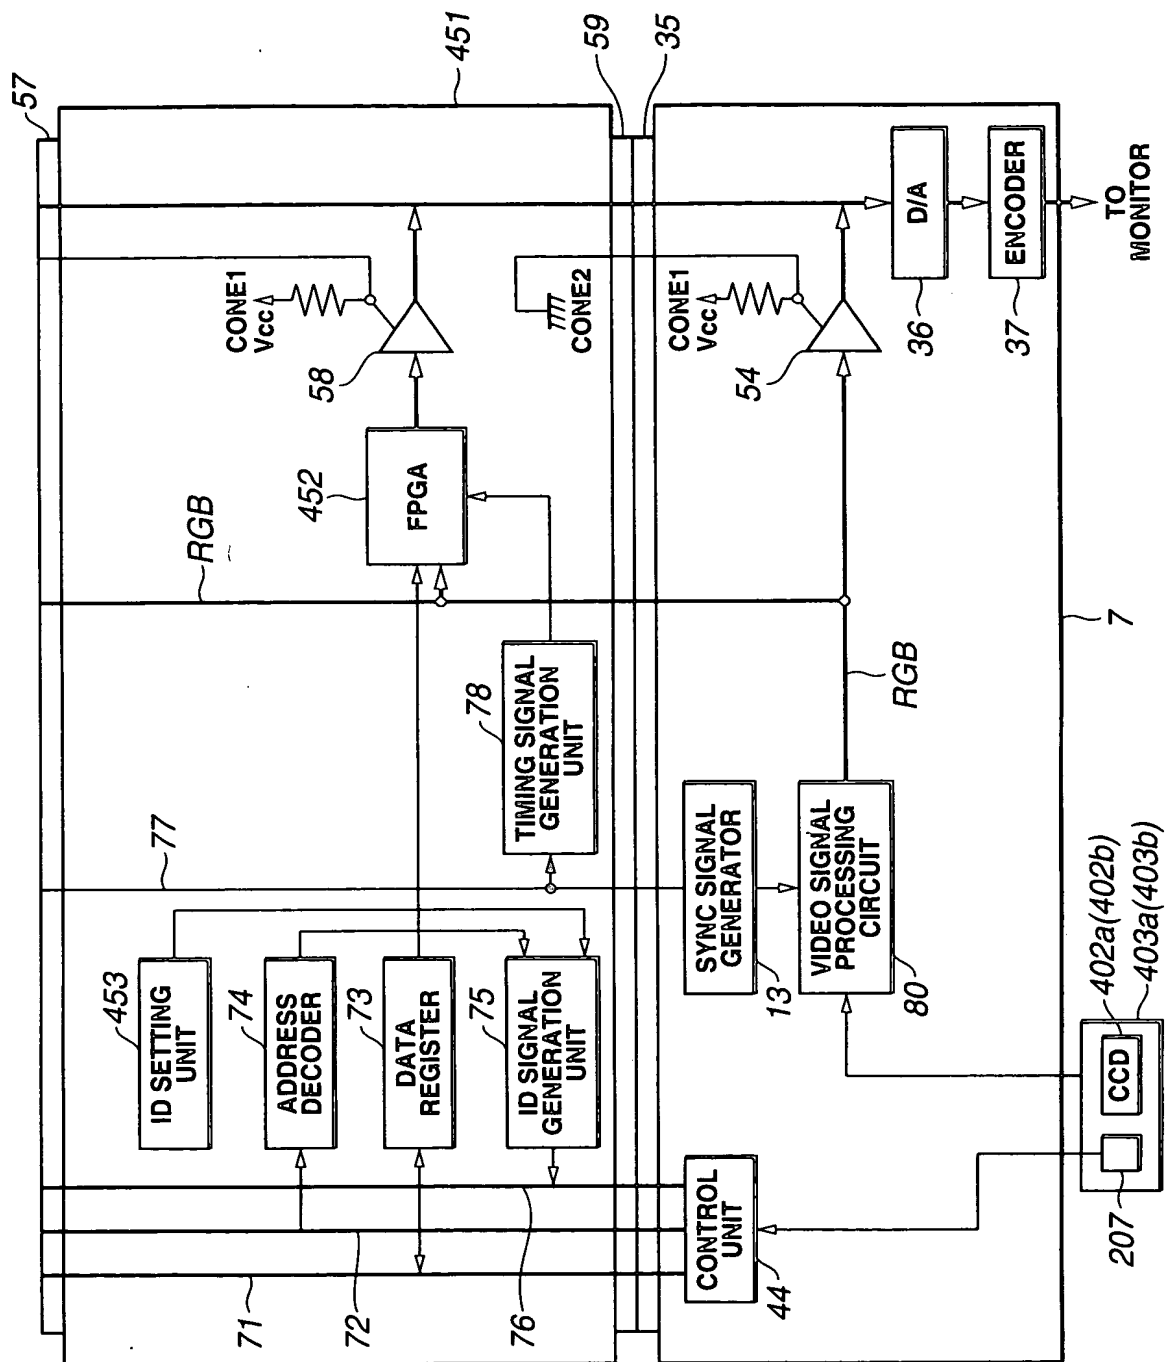 57
451
59
35
CONE1
Vcc
58
CONE2
CONE1
Vcc
54
D/A
36
ENCODER
37
TO
MONITOR
RGB
452
FPGA
RGB
7
77
78
TIMING SIGNAL
GENERATION
UNIT
SYNC SIGNAL
GENERATOR
13
VIDEO SIGNAL
PROCESSING
CIRCUIT
80
453
ID SETTING
UNIT
74
ADDRESS
DECODER
73
DATA
REGISTER
75
ID SIGNAL
GENERATION
UNIT
402a(402b)
403a(403b)
CCD
207
71
72
76
CONTROL
UNIT
44